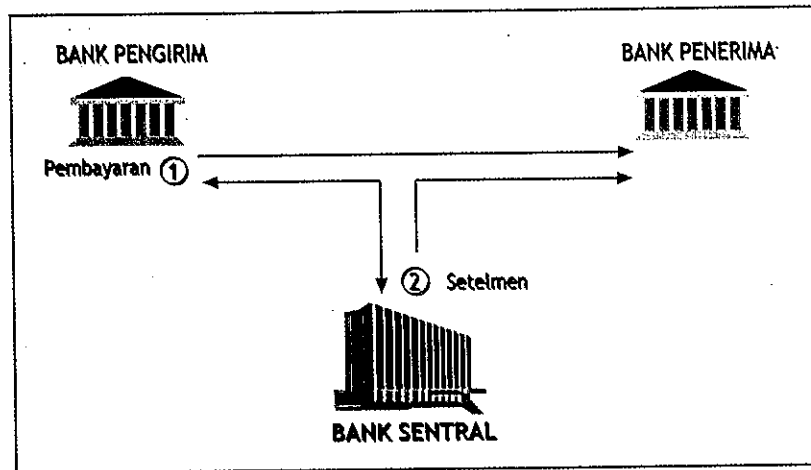 BANK PENGIRIM
BANK PENERIMA
Pembayaran 1
2 Setelmen
BANK SENTRAL